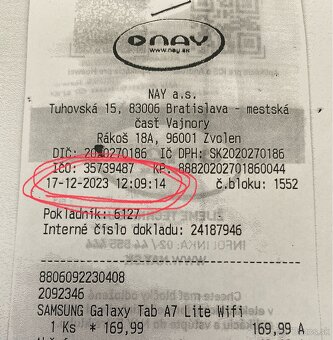 NAY
www.nay.sk
NAY a.s.
Tuhovská 15, 83006 Bratislava - mestská
časť Vajnory
Rákoš 18A, 96001 Zvolen
DIČ: 2020270186 Ič DPH: SK2020270186
IČO: 35739487 KP: 88820202701860044
17-12-2023 12:09:14 č.bloku: 1552
Pokladník: 6127
Interné číslo dokladu: 24187946
8806092230408
2092346
SAMSUNG Galaxy Tab A7 Lite Wifi
1 Ks * 169,99 169,99 A